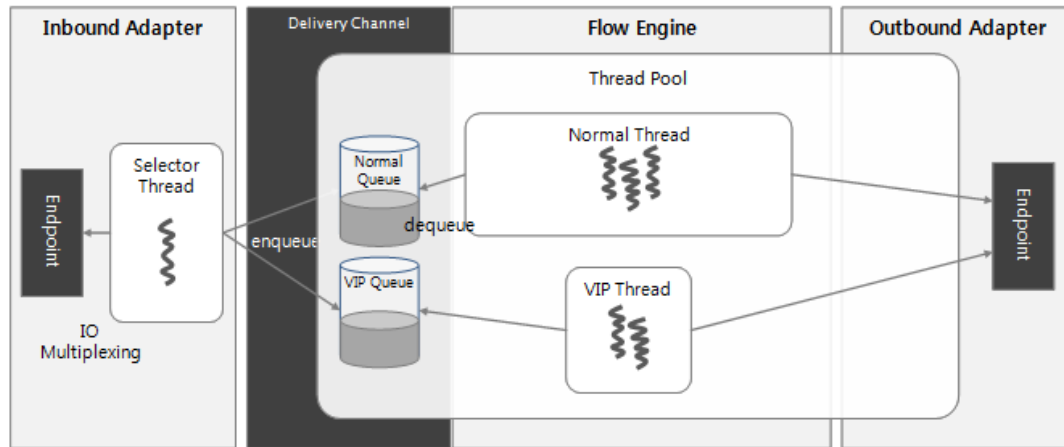 Inbound Adapter
Delivery Channel
Flow Engine
Outbound Adapter
Thread Pool
Selector
Thread
Endpoint
IO
Multiplexing
enqueue
Normal
Queue
dequeue
VIP Queue
Normal Thread
VIP Thread
Endpoint